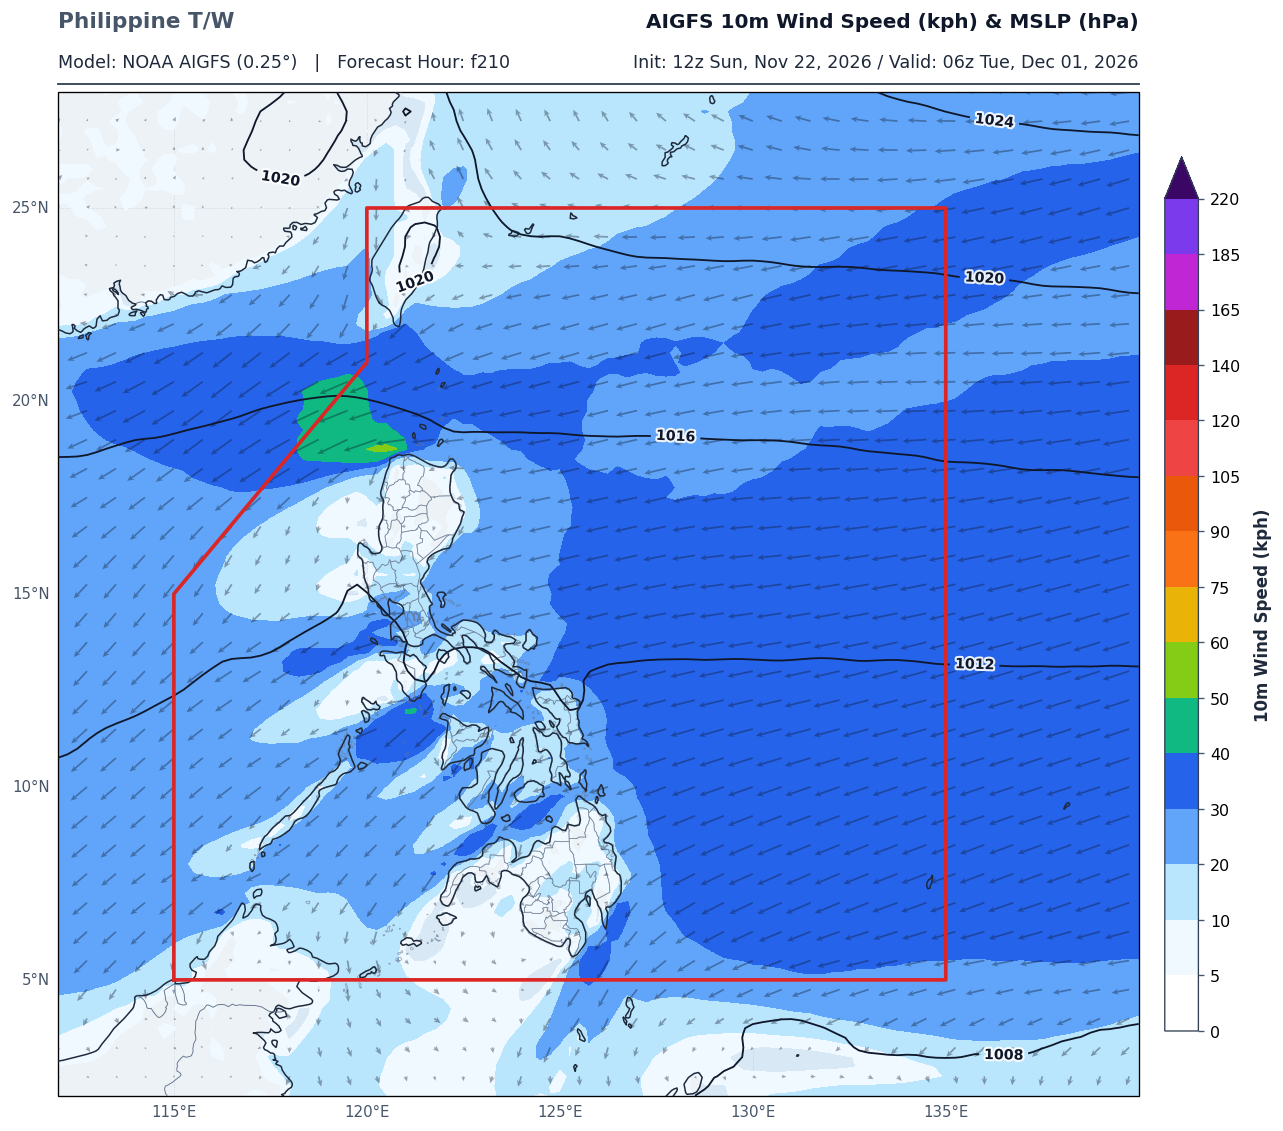 Philippine T/W
AIGFS 10m Wind Speed (kph) & MSLP (hPa)
Model: NOAA AIGFS (0.25°) | Forecast Hour: f210
Init: 12z Sun, Nov 22, 2026 / Valid: 06z Tue, Dec 01, 2026
1024
1020
1020
1020
1016
1012
1008
25°N
20°N
15°N
10°N
5°N
115°E
120°E
125°E
130°E
135°E
220
185
165
140
120
105
90
75
60
50
40
30
20
10
5
0
10m Wind Speed (kph)